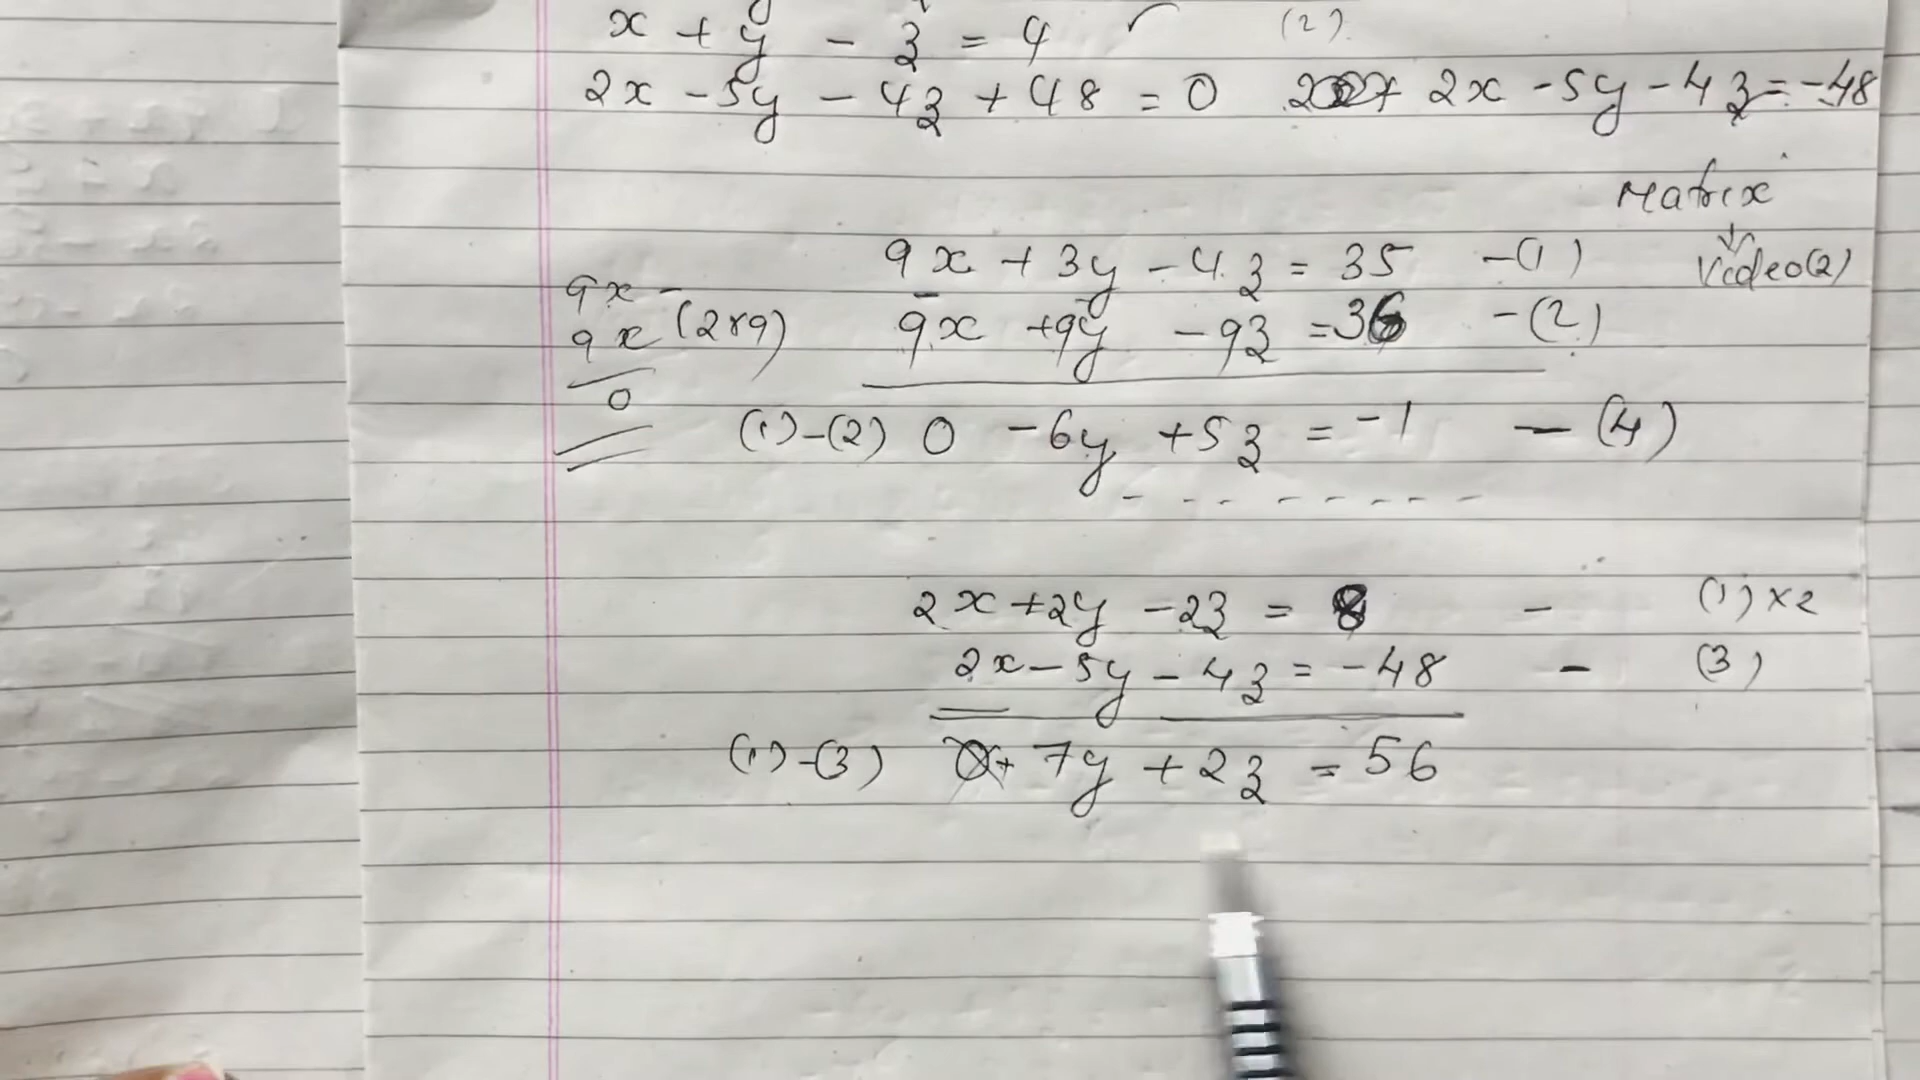 x + y - z = 4 (2).
2x - 5y - 4z + 48 = 0 2x - 5y - 4z = -48
Matrix
Video(2)
9x + 3y - 4z = 35 -(1)
9x -
9x (2x9) 9x + 9y - 9z = 36 -(2)
0
(1)-(2) 0 - 6y + 5z = -1 - (4)
2x + 2y - 2z = 8 - (1) x 2
2x - 5y - 4z = -48 - (3)
(1)-(3) 0 + 7y + 2z = 56